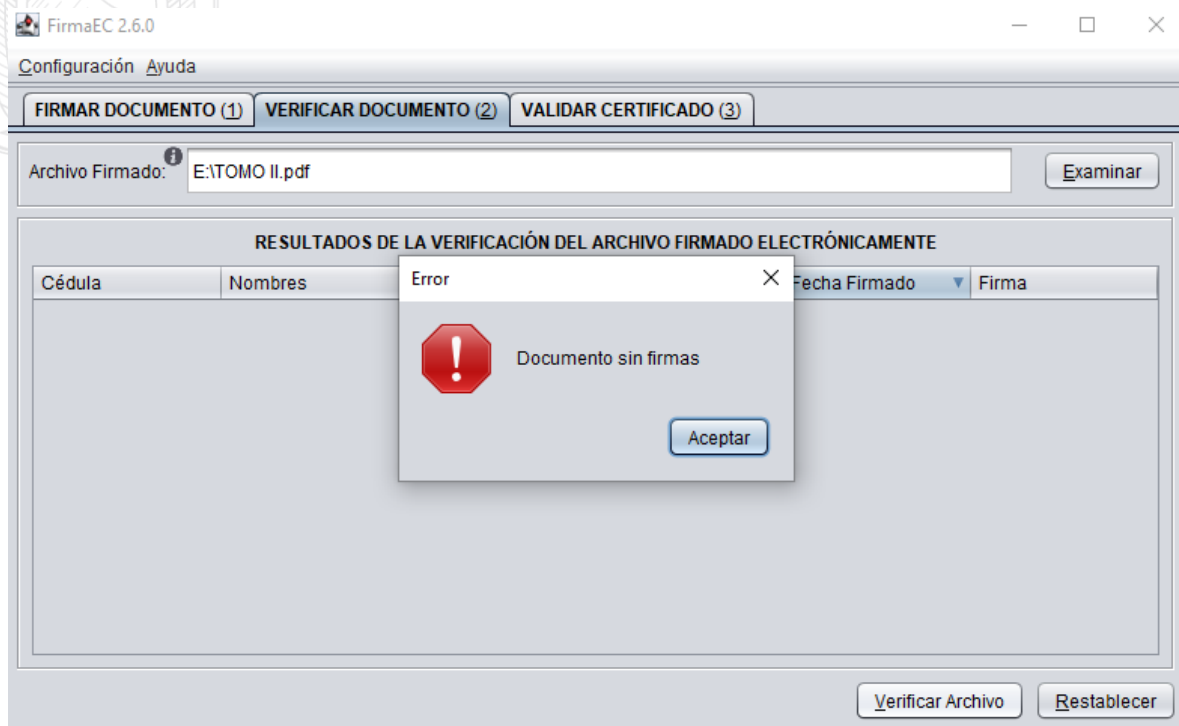 FirmaEC 2.6.0
Configuración Ayuda
FIRMAR DOCUMENTO (1) VERIFICAR DOCUMENTO (2) VALIDAR CERTIFICADO (3)
Archivo Firmado: E:\TOMO II.pdf Examinar
RESULTADOS DE LA VERIFICACIÓN DEL ARCHIVO FIRMADO ELECTRÓNICAMENTE
Cédula Nombres Fecha Firmado Firma
Error
Documento sin firmas
Aceptar
Verificar Archivo Restablecer